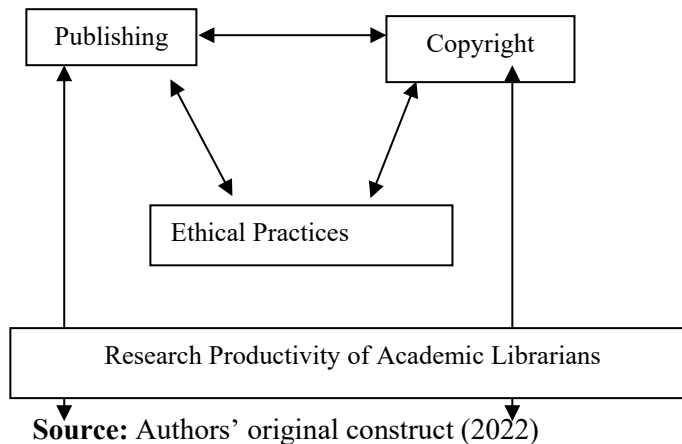 Publishing
Copyright
Ethical Practices
Research Productivity of Academic Librarians
Source: Authors’ original construct (2022)